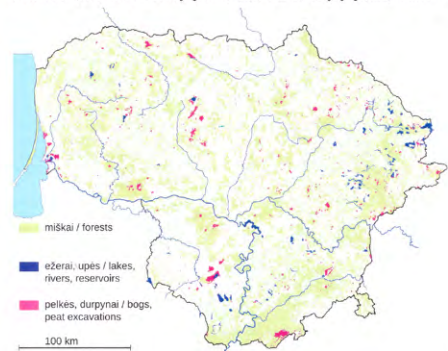 miškai / forests
ežerai, upės / lakes,
rivers, reservoirs
pelkės, durpynai / bogs,
peat excavations
100 km